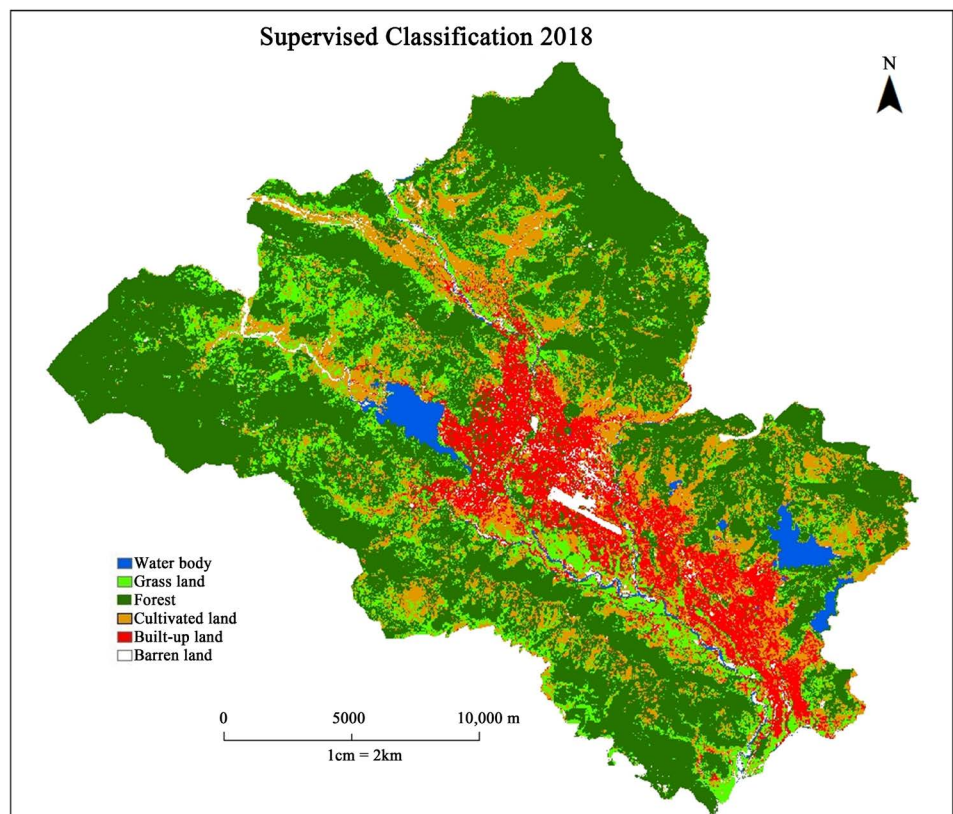 Supervised Classification 2018
N
Water body
Grass land
Forest
Cultivated land
Built-up land
Barren land
0 5000 10,000 m
1cm = 2km